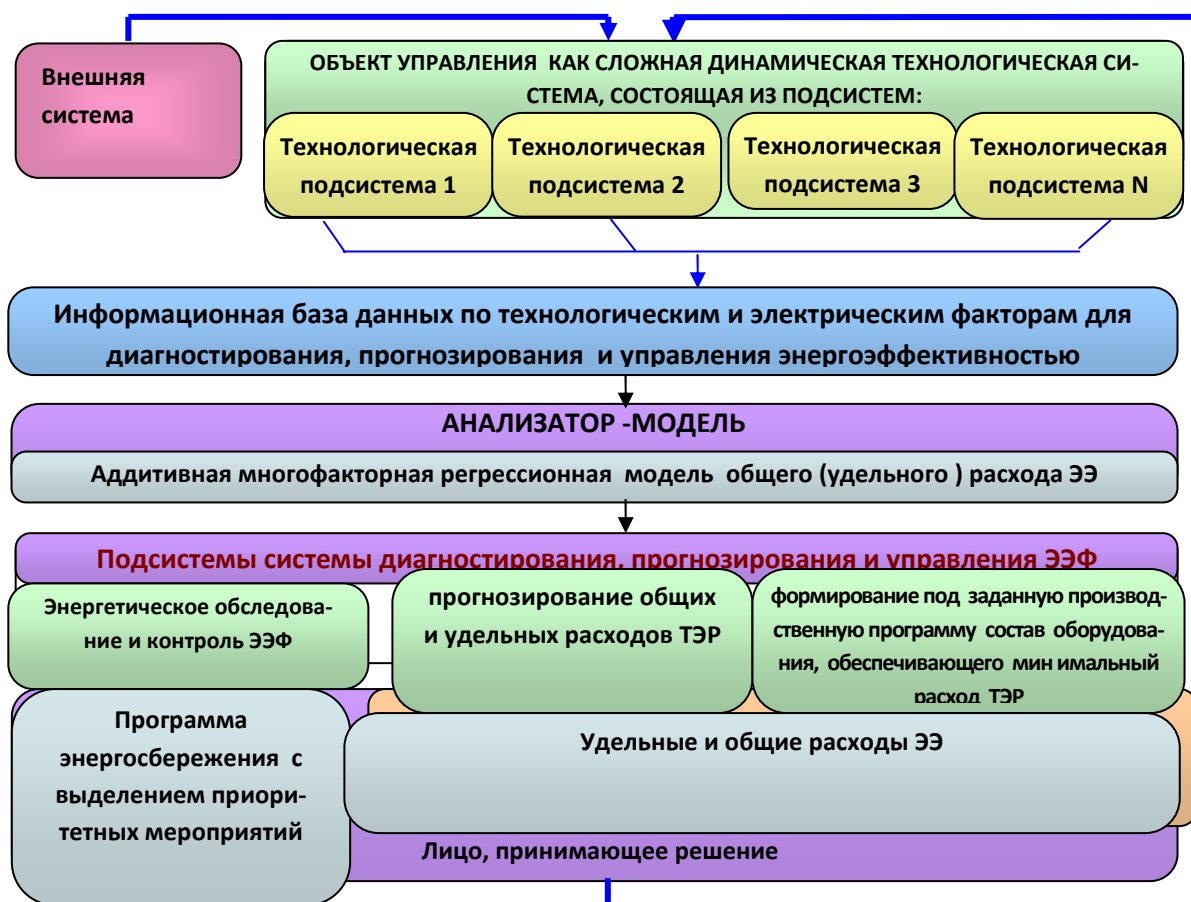 Внешняя
система
ОБЪЕКТ УПРАВЛЕНИЯ КАК СЛОЖНАЯ ДИНАМИЧЕСКАЯ ТЕХНОЛОГИЧЕСКАЯ СИ-
СТЕМА, СОСТОЯЩАЯ ИЗ ПОДСИСТЕМ:
Технологическая
подсистема 1
Технологическая
подсистема 2
Технологическая
подсистема 3
Технологическая
подсистема N
Информационная база данных по технологическим и электрическим факторам для
диагностирования, прогнозирования и управления энергоэффективностью
АНАЛИЗАТОР -МОДЕЛЬ
Аддитивная многофакторная регрессионная модель общего (удельного ) расхода ЭЭ
Подсистемы системы диагностирования, прогнозирования и управления ЭЭФ
Энергетическое обследова-
ние и контроль ЭЭФ
прогнозирование общих
и удельных расходов ТЭР
формирование под заданную производ-
ственную программу состав оборудова-
ния, обеспечивающего мин имальный
расход ТЭР
Программа
энергосбережения с
выделением приори-
тетных мероприятий
Удельные и общие расходы ЭЭ
Лицо, принимающее решение